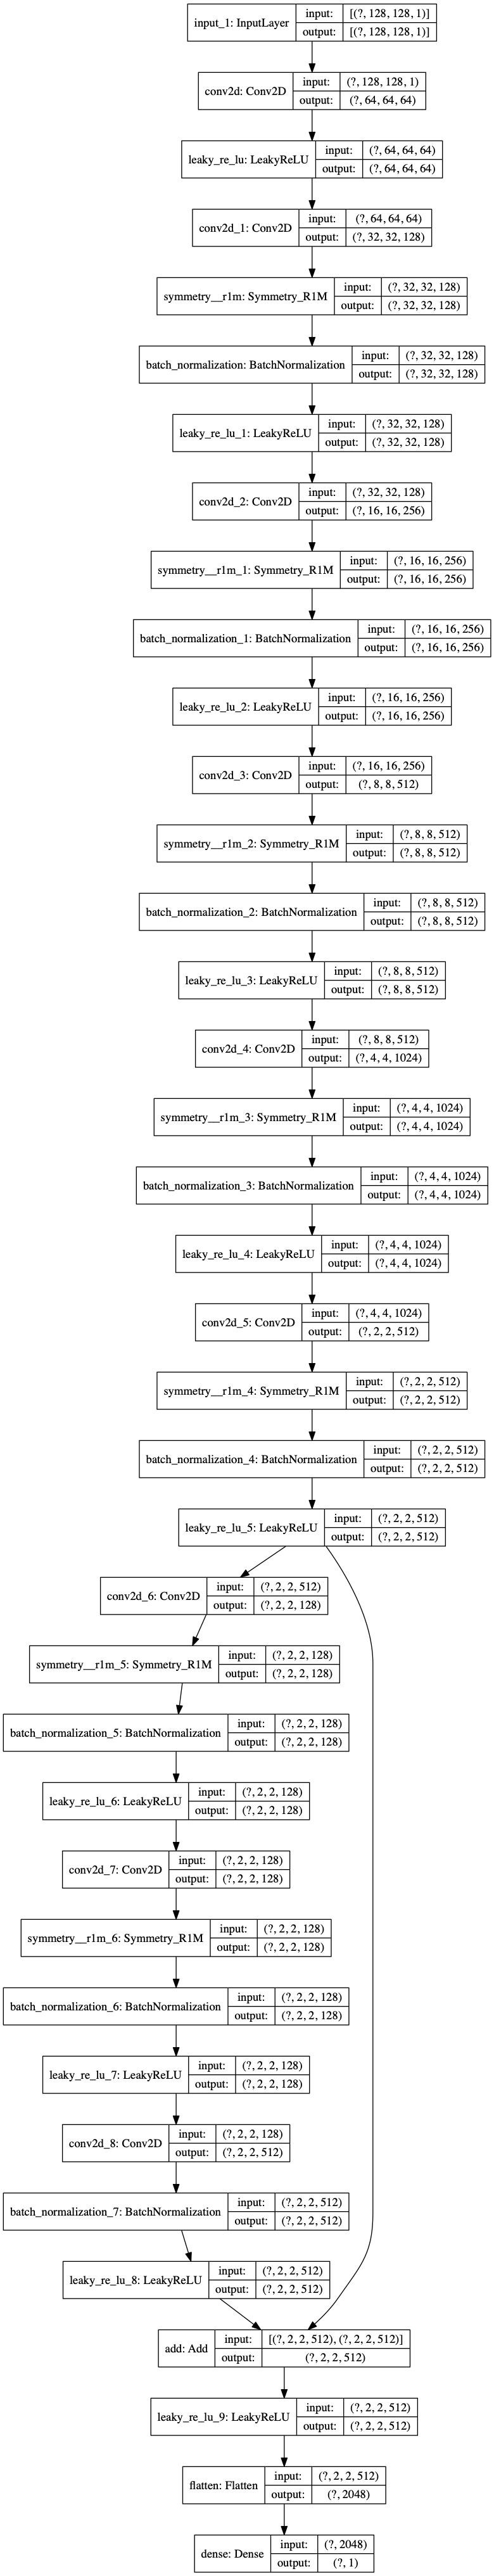 input_1: InputLayer
input: [(?, 128, 128, 1)]
output: [(?, 128, 128, 1)]
conv2d: Conv2D
input: (?, 128, 128, 1)
output: (?, 64, 64, 64)
leaky_re_lu: LeakyReLU
input: (?, 64, 64, 64)
output: (?, 64, 64, 64)
conv2d_1: Conv2D
input: (?, 64, 64, 64)
output: (?, 32, 32, 128)
symmetry__r1m: Symmetry_R1M
input: (?, 32, 32, 128)
output: (?, 32, 32, 128)
batch_normalization: BatchNormalization
input: (?, 32, 32, 128)
output: (?, 32, 32, 128)
leaky_re_lu_1: LeakyReLU
input: (?, 32, 32, 128)
output: (?, 32, 32, 128)
conv2d_2: Conv2D
input: (?, 32, 32, 128)
output: (?, 16, 16, 256)
symmetry__r1m_1: Symmetry_R1M
input: (?, 16, 16, 256)
output: (?, 16, 16, 256)
batch_normalization_1: BatchNormalization
input: (?, 16, 16, 256)
output: (?, 16, 16, 256)
leaky_re_lu_2: LeakyReLU
input: (?, 16, 16, 256)
output: (?, 16, 16, 256)
conv2d_3: Conv2D
input: (?, 16, 16, 256)
output: (?, 8, 8, 512)
symmetry__r1m_2: Symmetry_R1M
input: (?, 8, 8, 512)
output: (?, 8, 8, 512)
batch_normalization_2: BatchNormalization
input: (?, 8, 8, 512)
output: (?, 8, 8, 512)
leaky_re_lu_3: LeakyReLU
input: (?, 8, 8, 512)
output: (?, 8, 8, 512)
conv2d_4: Conv2D
input: (?, 8, 8, 512)
output: (?, 4, 4, 1024)
symmetry__r1m_3: Symmetry_R1M
input: (?, 4, 4, 1024)
output: (?, 4, 4, 1024)
batch_normalization_3: BatchNormalization
input: (?, 4, 4, 1024)
output: (?, 4, 4, 1024)
leaky_re_lu_4: LeakyReLU
input: (?, 4, 4, 1024)
output: (?, 4, 4, 1024)
conv2d_5: Conv2D
input: (?, 4, 4, 1024)
output: (?, 2, 2, 512)
symmetry__r1m_4: Symmetry_R1M
input: (?, 2, 2, 512)
output: (?, 2, 2, 512)
batch_normalization_4: BatchNormalization
input: (?, 2, 2, 512)
output: (?, 2, 2, 512)
leaky_re_lu_5: LeakyReLU
input: (?, 2, 2, 512)
output: (?, 2, 2, 512)
conv2d_6: Conv2D
input: (?, 2, 2, 512)
output: (?, 2, 2, 128)
symmetry__r1m_5: Symmetry_R1M
input: (?, 2, 2, 128)
output: (?, 2, 2, 128)
batch_normalization_5: BatchNormalization
input: (?, 2, 2, 128)
output: (?, 2, 2, 128)
leaky_re_lu_6: LeakyReLU
input: (?, 2, 2, 128)
output: (?, 2, 2, 128)
conv2d_7: Conv2D
input: (?, 2, 2, 128)
output: (?, 2, 2, 128)
symmetry__r1m_6: Symmetry_R1M
input: (?, 2, 2, 128)
output: (?, 2, 2, 128)
batch_normalization_6: BatchNormalization
input: (?, 2, 2, 128)
output: (?, 2, 2, 128)
leaky_re_lu_7: LeakyReLU
input: (?, 2, 2, 128)
output: (?, 2, 2, 128)
conv2d_8: Conv2D
input: (?, 2, 2, 128)
output: (?, 2, 2, 512)
batch_normalization_7: BatchNormalization
input: (?, 2, 2, 512)
output: (?, 2, 2, 512)
leaky_re_lu_8: LeakyReLU
input: (?, 2, 2, 512)
output: (?, 2, 2, 512)
add: Add
input: [(?, 2, 2, 512), (?, 2, 2, 512)]
output: (?, 2, 2, 512)
leaky_re_lu_9: LeakyReLU
input: (?, 2, 2, 512)
output: (?, 2, 2, 512)
flatten: Flatten
input: (?, 2, 2, 512)
output: (?, 2048)
dense: Dense
input: (?, 2048)
output: (?, 1)